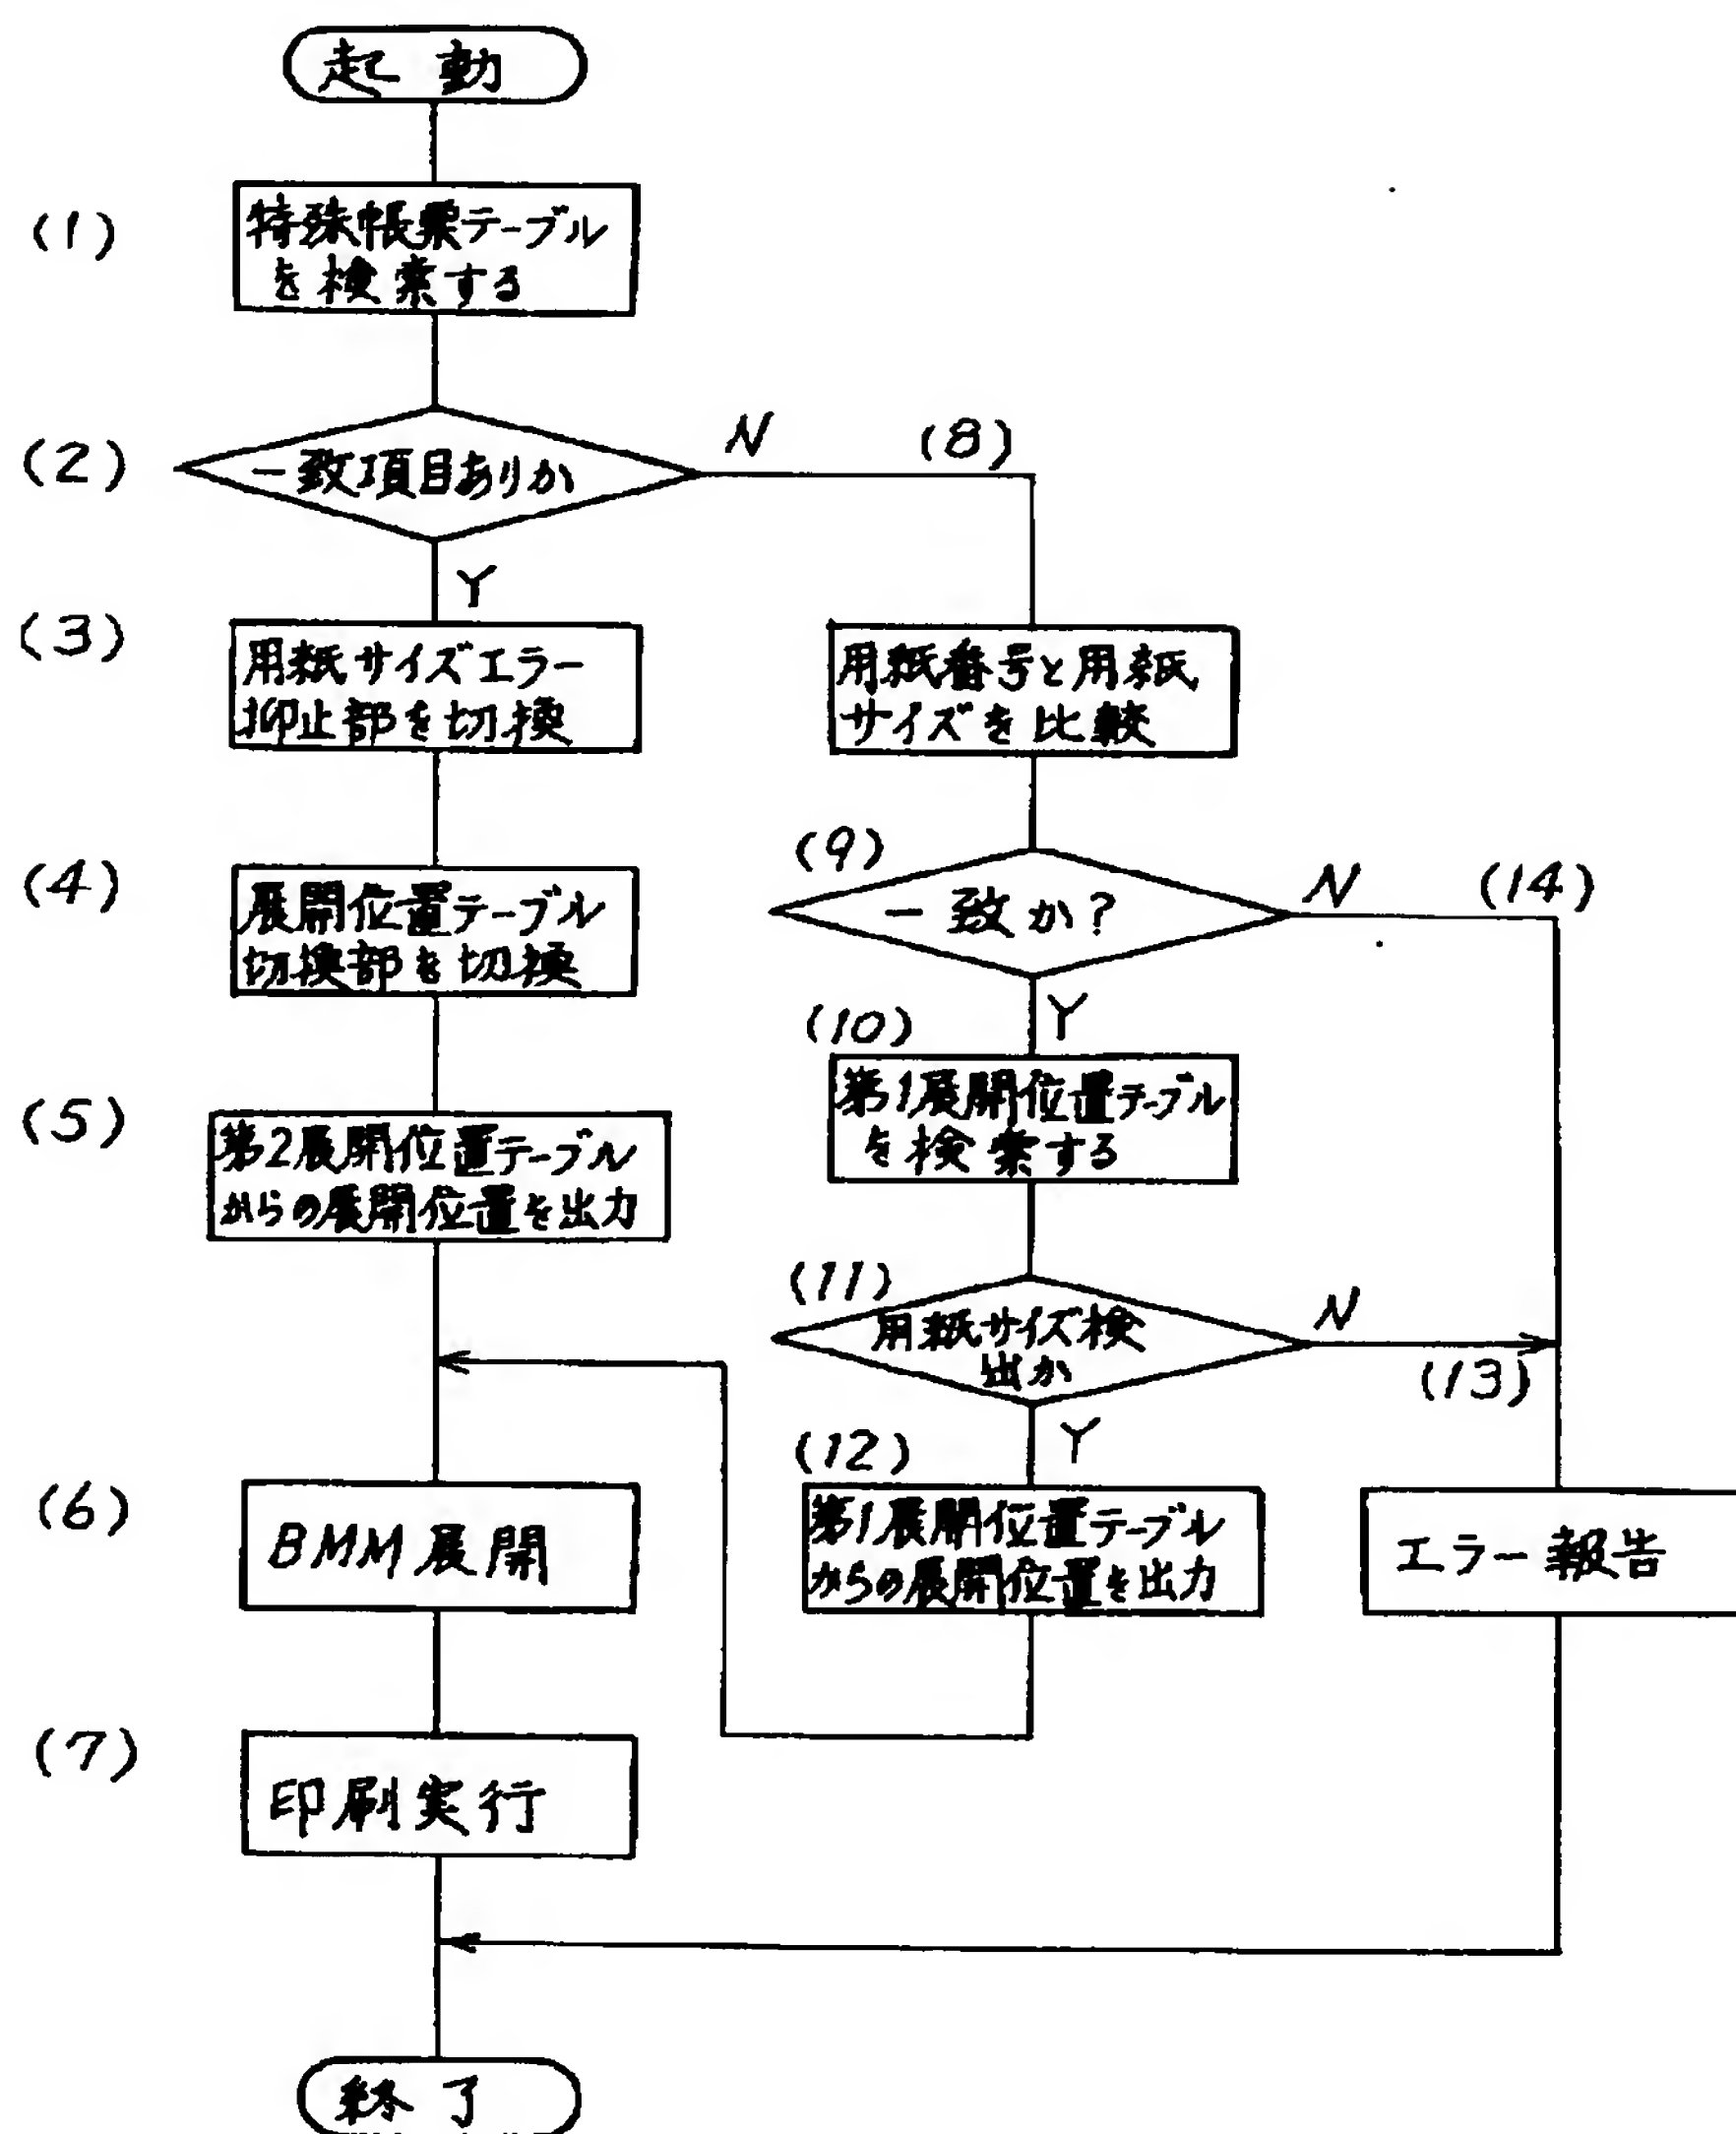 起動
(1)
特殊帳票テーブル
を検索する
(2)
一致項目ありか
N
(8)
Y
(3)
用紙サイズエラー
抑止部を切換
用紙番号と用紙
サイズを比較
(4)
展開位置テーブル
切換部を切換
(9)
一致か?
N
(14)
Y
(10)
第1展開位置テーブル
を検索する
(5)
第2展開位置テーブル
からの展開位置を出力
(11)
用紙サイズ検
出か
N
(13)
Y
(12)
第1展開位置テーブル
からの展開位置を出力
(6)
BMM展開
エラー報告
(7)
印刷実行
終了